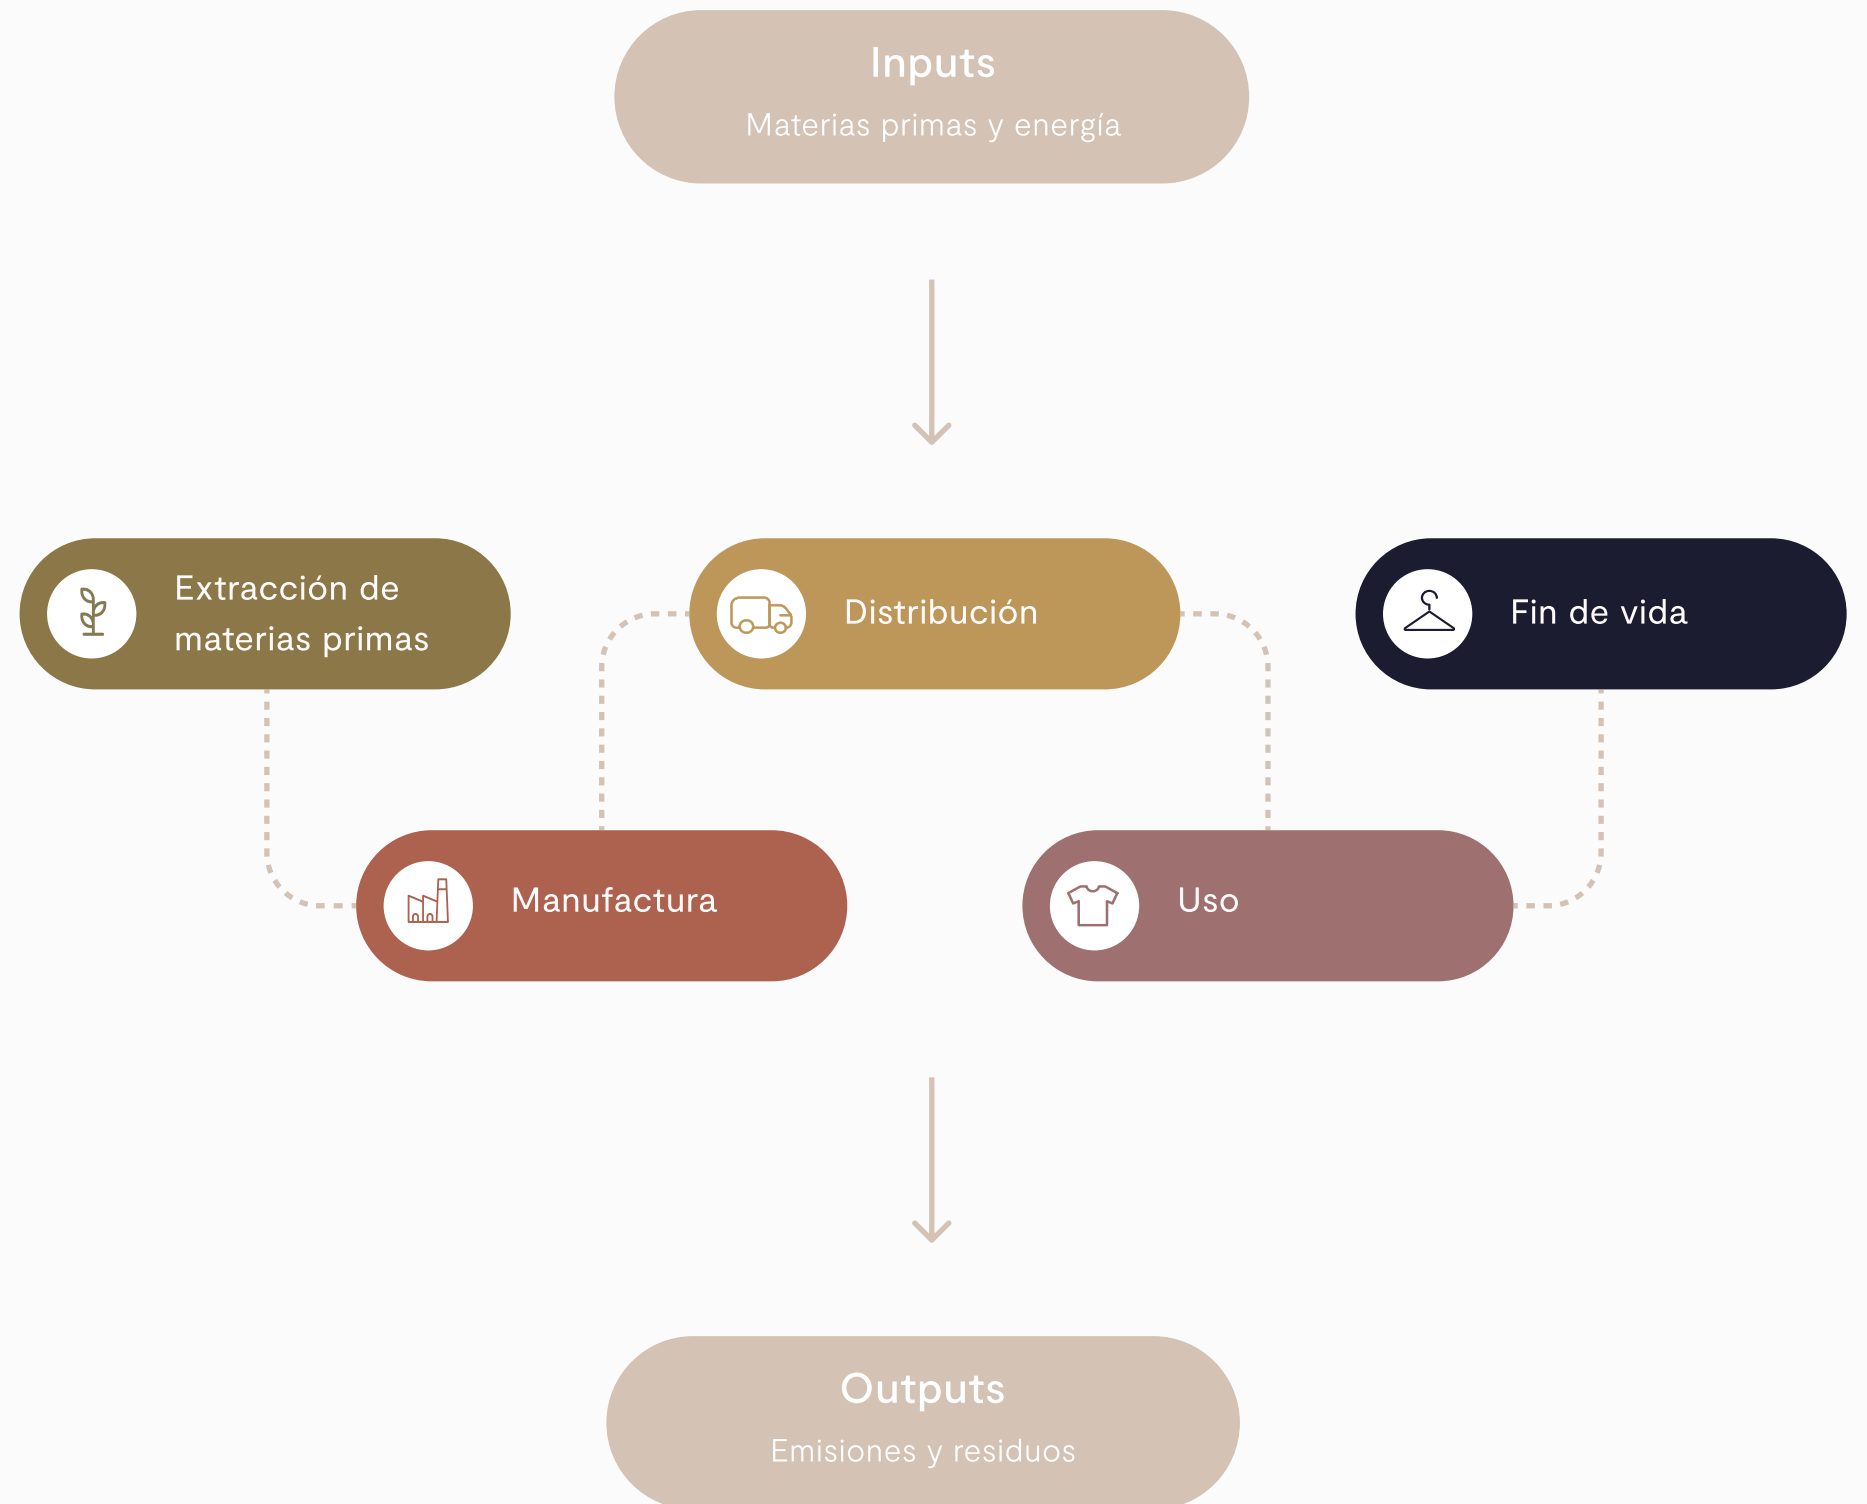 Inputs
Materias primas y energía
Extracción de
materias primas
Distribución
Fin de vida
Manufactura
Uso
Outputs
Emisiones y residuos